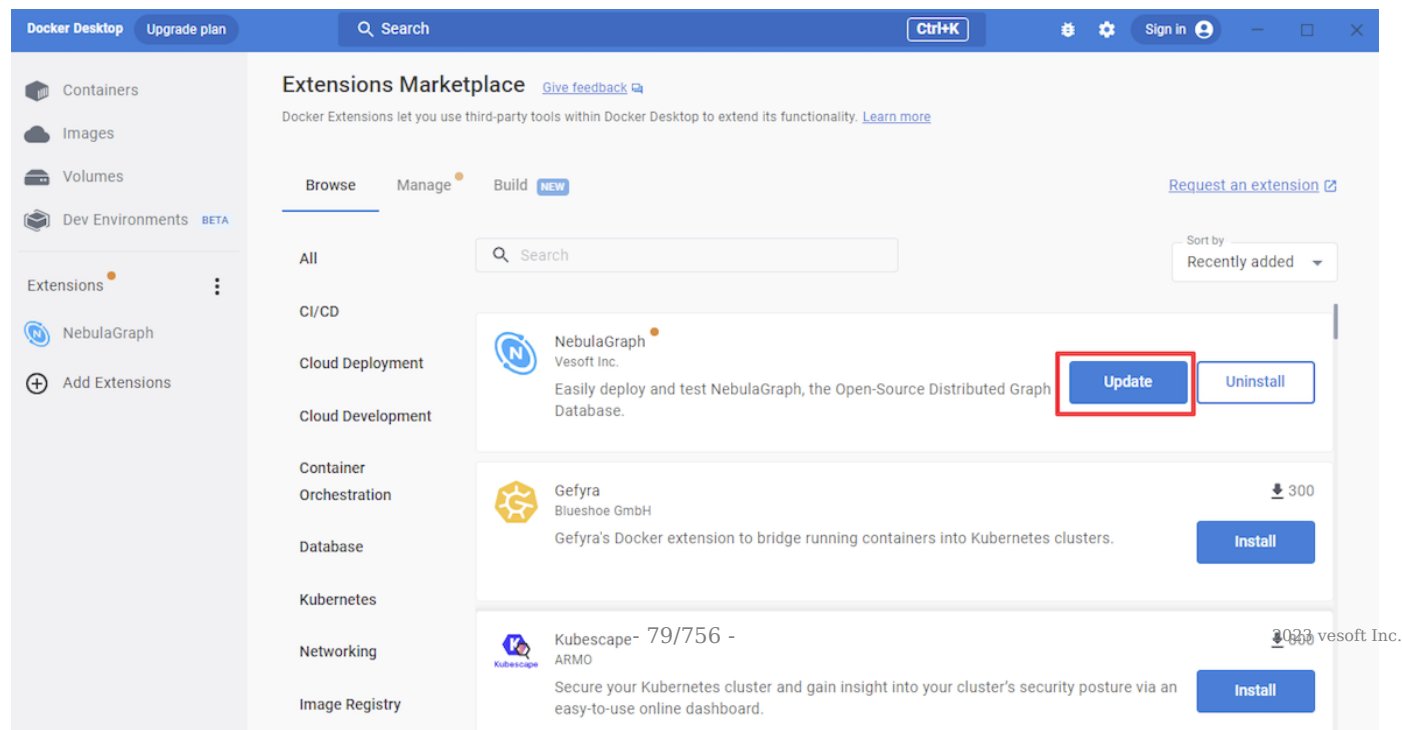 Docker Desktop
Upgrade plan
Search
Ctrl+K
Sign in
Containers
Images
Volumes
Dev Environments BETA
Extensions
NebulaGraph
Add Extensions
Extensions Marketplace Give feedback
Docker Extensions let you use third-party tools within Docker Desktop to extend its functionality. Learn more
Browse
Manage
Build NEW
Request an extension
All
CI/CD
Cloud Deployment
Cloud Development
Container
Orchestration
Database
Kubernetes
Networking
Image Registry
Search
Sort by
Recently added
N
NebulaGraph
Vesoft Inc.
Easily deploy and test NebulaGraph, the Open-Source Distributed Graph
Database.
Update
Uninstall
Gefyra
Blueshoe GmbH
Gefyra's Docker extension to bridge running containers into Kubernetes clusters.
300
Install
Kubescape
Kubescape
- 79/756 -
2023 vesoft Inc.
ARMO
Secure your Kubernetes cluster and gain insight into your cluster's security posture via an
easy-to-use online dashboard.
Install